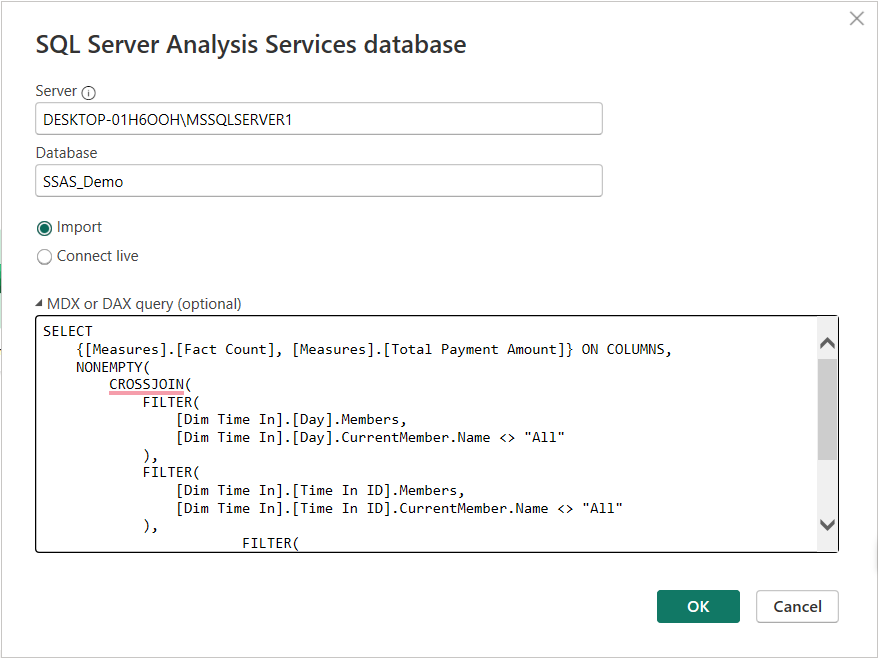 SQL Server Analysis Services database
Server
DESKTOP-01H6OOH\MSSQLSERVER1
Database
SSAS_Demo
Import
Connect live
MDX or DAX query (optional)
SELECT
{[Measures].[Fact Count], [Measures].[Total Payment Amount]} ON COLUMNS,
NONEMPTY(
CROSSJOIN(
FILTER(
[Dim Time In].[Day].Members,
[Dim Time In].[Day].CurrentMember.Name <> "All"
),
FILTER(
[Dim Time In].[Time In ID].Members,
[Dim Time In].[Time In ID].CurrentMember.Name <> "All"
),
FILTER(
OK
Cancel